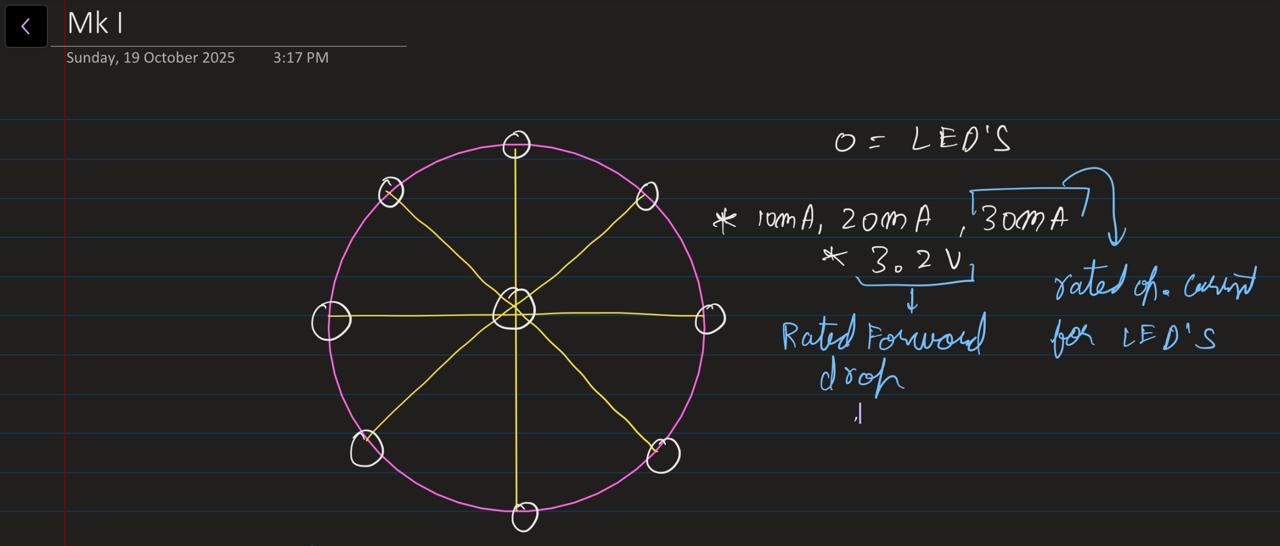 Mk I
Sunday, 19 October 2025 3:17 PM
O = LED'S
* 10mA, 20mA, 30mA
* 3.2V
rated op. current
for LED'S
Rated Forward
drop